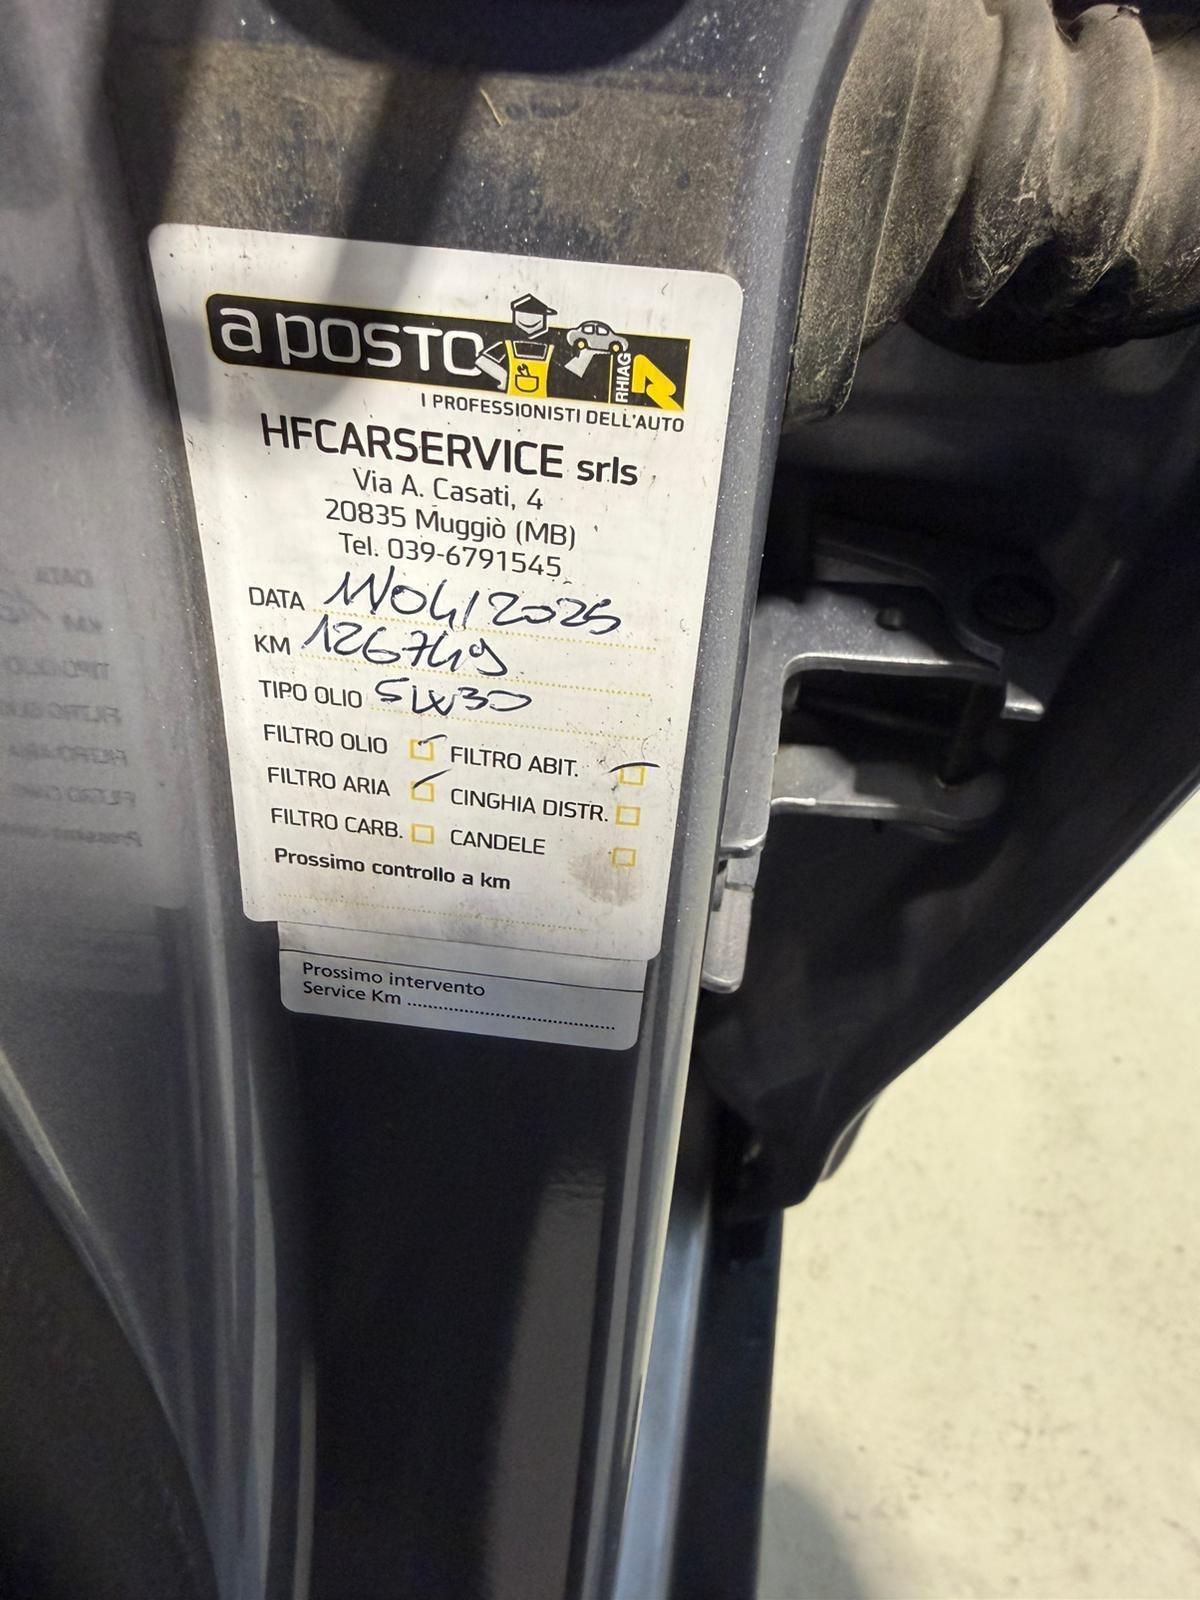 a posto
RHIAG
I PROFESSIONISTI DELL'AUTO
HFCARSERVICE srls
Via A. Casati, 4
20835 Muggiò (MB)
Tel. 039-6791545
DATA 11/04/2025
KM 126749
TIPO OLIO 5W30
FILTRO OLIO FILTRO ABIT.
FILTRO ARIA CINGHIA DISTR.
FILTRO CARB. CANDELE
Prossimo controllo a km
Prossimo intervento
Service Km